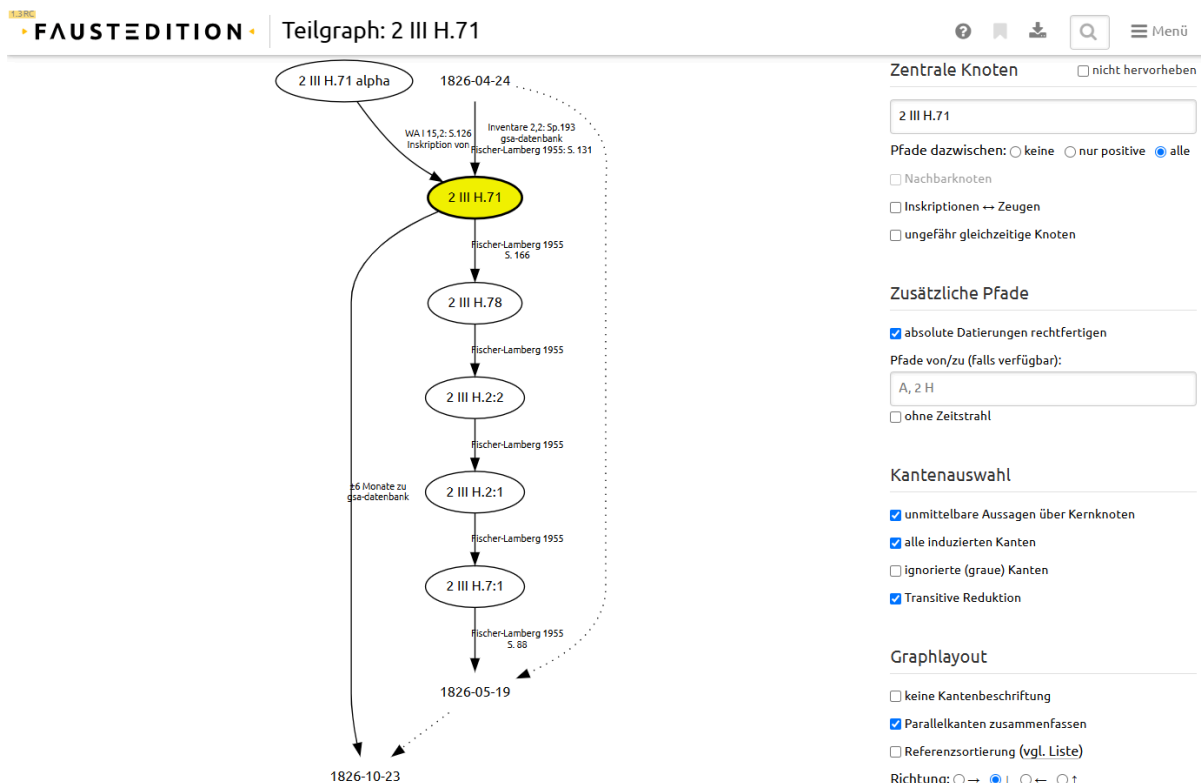 1.3 RC
FAUSTEDITION
Teilgraph: 2 III H.71
Menü
2 III H.71 alpha
1826-04-24
WA I 15,2: S.126
Inskription von
Inventare 2,2: Sp.193
gsa-datenbank
Fischer-Lamberg 1955: S. 131
2 III H.71
Fischer-Lamberg 1955
S. 166
2 III H.78
Fischer-Lamberg 1955
2 III H.2:2
Fischer-Lamberg 1955
±6 Monate zu
gsa-datenbank
2 III H.2:1
Fischer-Lamberg 1955
2 III H.7:1
Fischer-Lamberg 1955
S. 88
1826-05-19
1826-10-23
Zentrale Knoten
nicht hervorheben
2 III H.71
Pfade dazwischen: keine nur positive alle
Nachbarknoten
Inskriptionen ↔ Zeugen
ungefähr gleichzeitige Knoten
Zusätzliche Pfade
absolute Datierungen rechtfertigen
Pfade von/zu (falls verfügbar):
A, 2 H
ohne Zeitstrahl
Kantenauswahl
unmittelbare Aussagen über Kernknoten
alle induzierten Kanten
ignorierte (graue) Kanten
Transitive Reduktion
Graphlayout
keine Kantenbeschriftung
Parallelkanten zusammenfassen
Referenzsortierung (vgl. Liste)
Richtung: → ↓ ← ↑